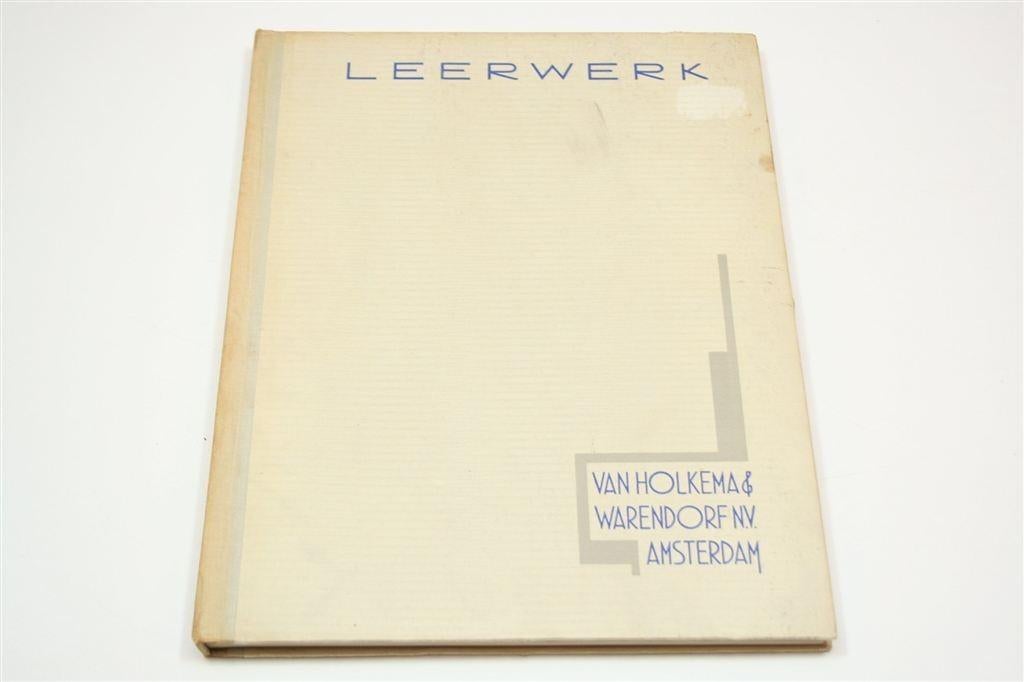 LEERWERK
VAN HOLKEMA &
WARENDORF N.V.
AMSTERDAM